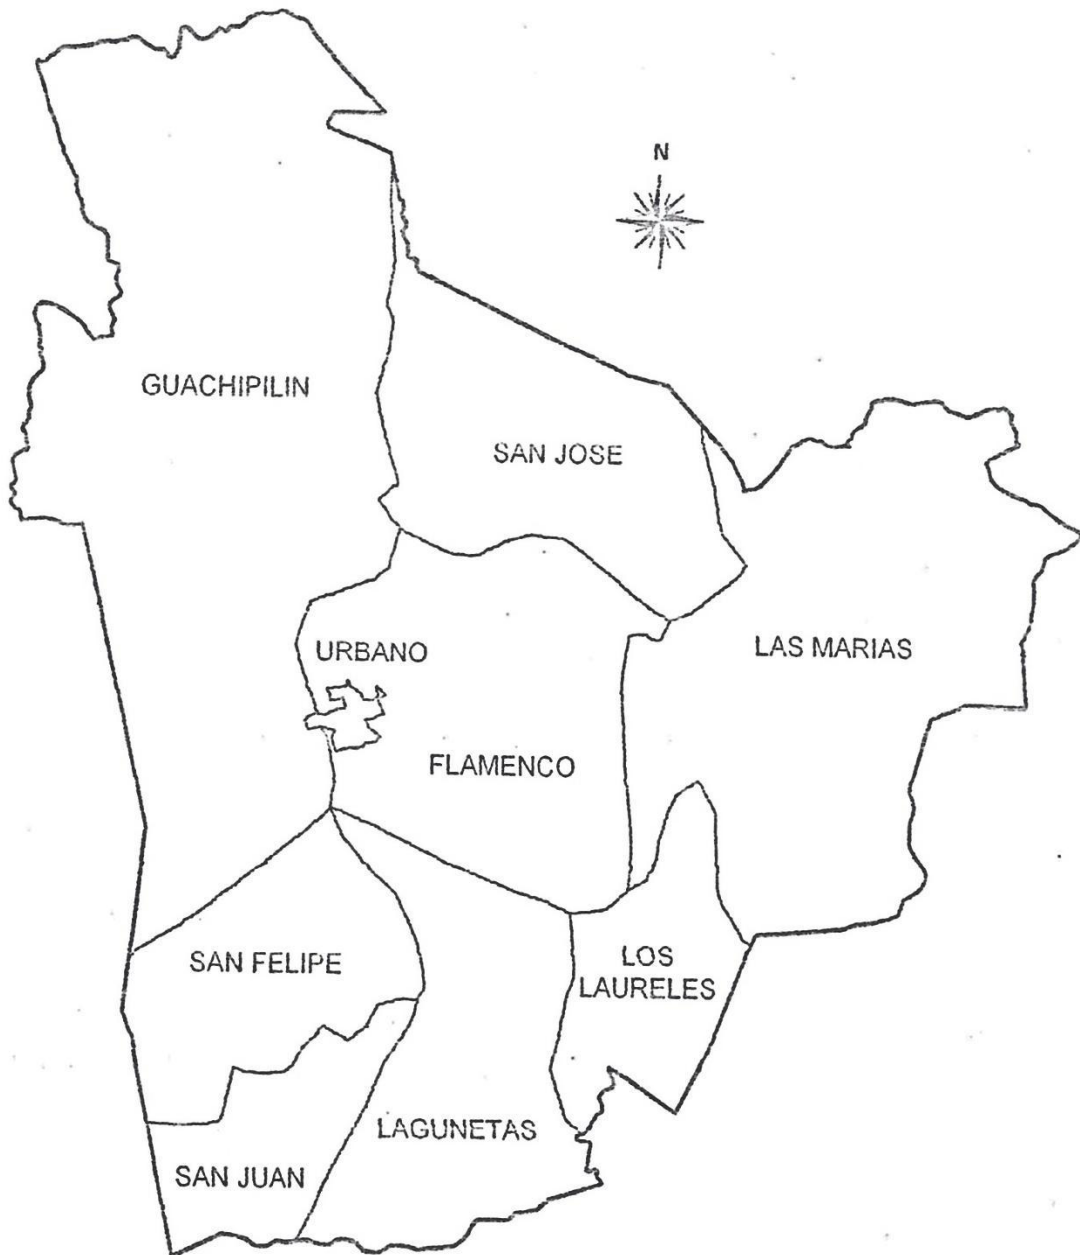 N
GUACHIPILIN
SAN JOSE
URBANO
LAS MARIAS
FLAMENCO
SAN FELIPE
LOS
LAURELES
LAGUNETAS
SAN JUAN